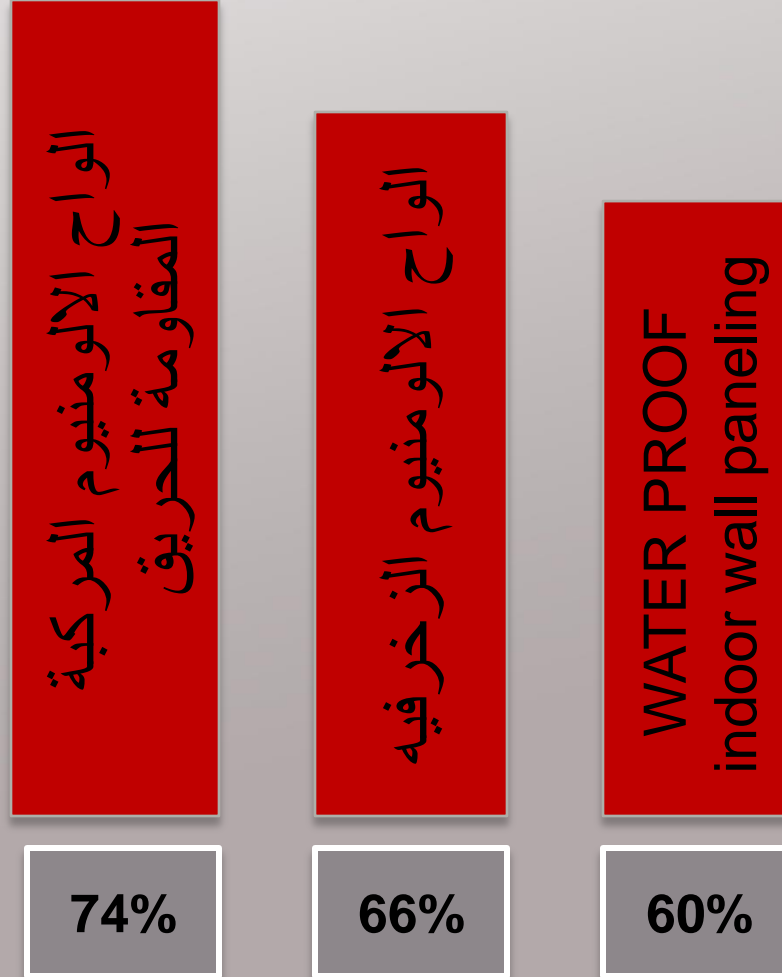 الواح الالومنيوم المركبة
المقاومة للحريق
الواح الالومنيوم الزخرفيه
WATER PROOF
indoor wall paneling
74%
66%
60%